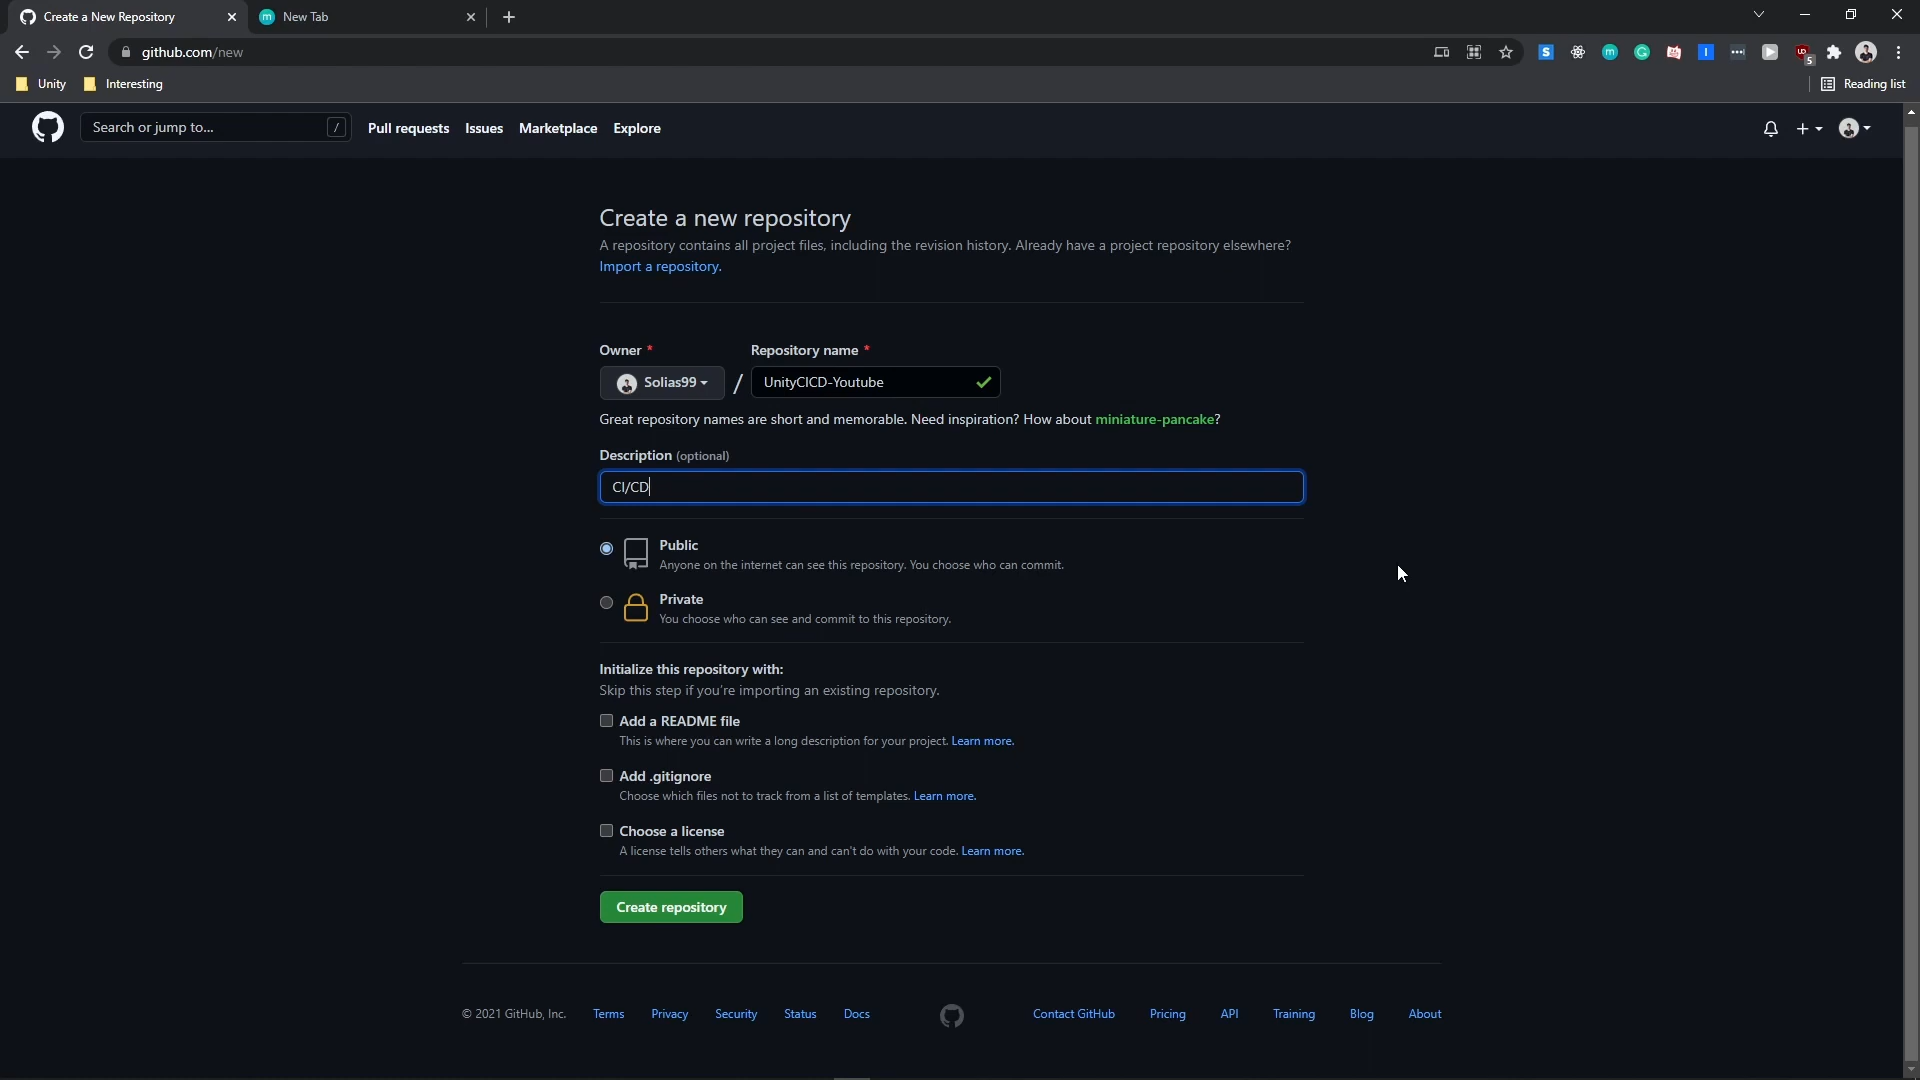 Create a New Repository
New Tab
github.com/new
5
Unity
Interesting
Reading list
Search or jump to...
/
Pull requests
Issues
Marketplace
Explore
Create a new repository
A repository contains all project files, including the revision history. Already have a project repository elsewhere?
Import a repository.
Owner *
Repository name *
Solias99
/
UnityCICD-Youtube
Great repository names are short and memorable. Need inspiration? How about miniature-pancake?
Description (optional)
CI/CD
Public
Anyone on the internet can see this repository. You choose who can commit.
Private
You choose who can see and commit to this repository.
Initialize this repository with:
Skip this step if you're importing an existing repository.
Add a README file
This is where you can write a long description for your project. Learn more.
Add .gitignore
Choose which files not to track from a list of templates. Learn more.
Choose a license
A license tells others what they can and can't do with your code. Learn more.
Create repository
© 2021 GitHub, Inc.
Terms
Privacy
Security
Status
Docs
Contact GitHub
Pricing
API
Training
Blog
About